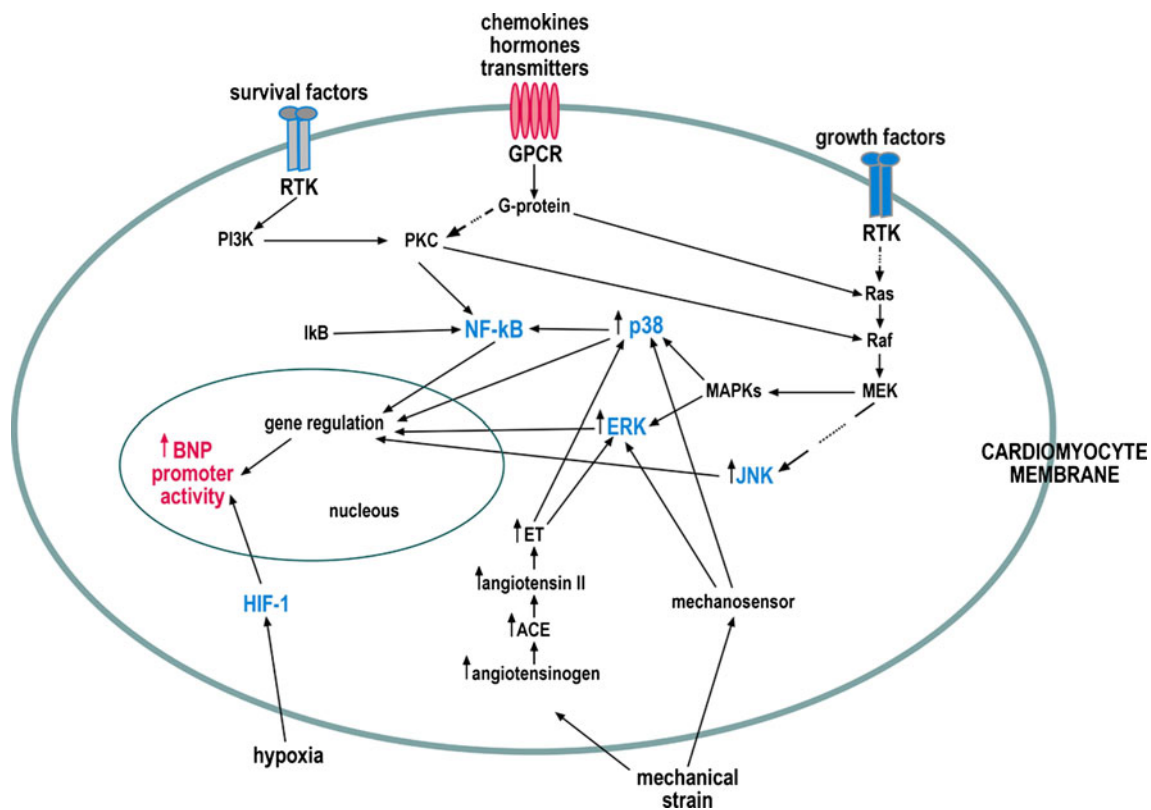 chemokines
hormones
transmitters
survival factors
growth factors
GPCR
RTK
G-protein
RTK
PI3K
PKC
Ras
IkB
NF-kB
p38
Raf
MAPKs
MEK
gene regulation
ERK
BNP
promoter
activity
JNK
CARDIOMYOCYTE
MEMBRANE
nucleous
ET
angiotensin II
HIF-1
mechanosensor
ACE
angiotensinogen
hypoxia
mechanical
strain